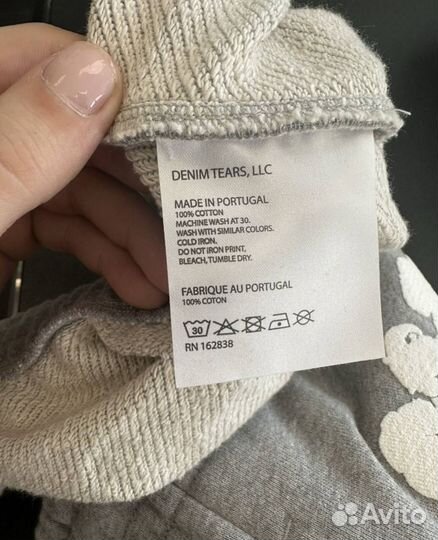 DENIM TEARS, LLC
MADE IN PORTUGAL
100% COTTON
MACHINE WASH AT 30.
WASH WITH SIMILAR COLORS.
COLD IRON.
DO NOT IRON PRINT,
BLEACH, TUMBLE DRY.
FABRIQUE AU PORTUGAL
100% COTON
30
RN 162838
Avito